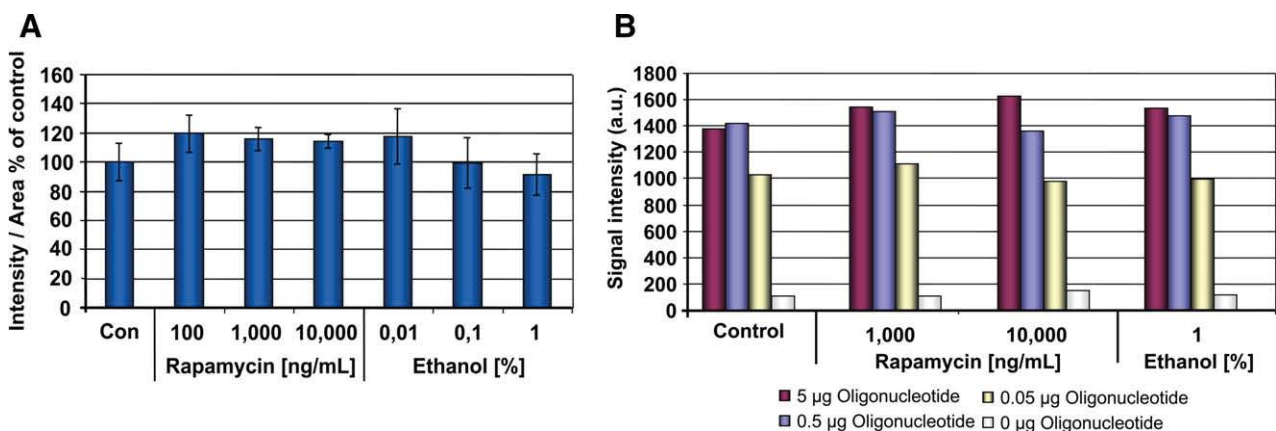 A
Intensity / Area % of control
160
140
120
100
80
60
40
20
0
Con 100 1,000 10,000 0,01 0,1 1
Rapamycin [ng/mL] Ethanol [%]
B
Signal intensity (a.u.)
1800
1600
1400
1200
1000
800
600
400
200
0
Control 1,000 10,000 1
Rapamycin [ng/mL] Ethanol [%]
5 µg Oligonucleotide 0.05 µg Oligonucleotide
0.5 µg Oligonucleotide 0 µg Oligonucleotide